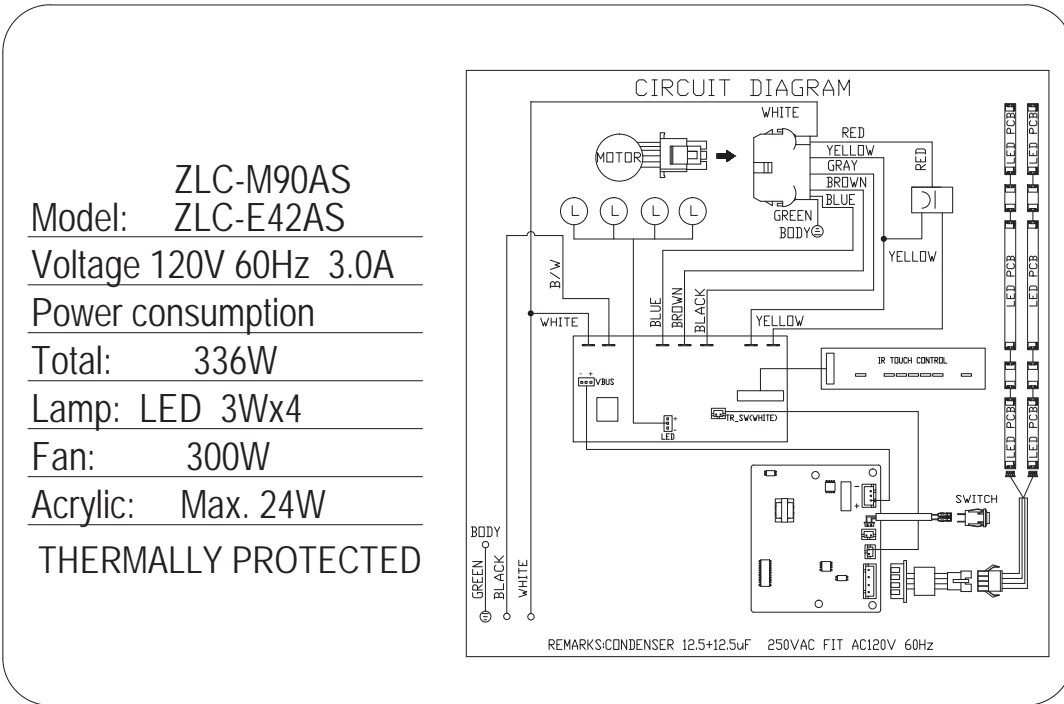 ZLC-M90AS
Model: ZLC-E42AS
Voltage 120V 60Hz 3.0A
Power consumption
Total: 336W
Lamp: LED 3Wx4
Fan: 300W
Acrylic: Max. 24W
THERMALLY PROTECTED
CIRCUIT DIAGRAM
WHITE
MOTOR
RED
YELLOW
GRAY
BROWN
BLUE
GREEN
BODY
RED
YELLOW
L L L L
B/W
WHITE
BLUE
BROWN
BLACK
YELLOW
- +
VBUS
LED
+
-
TR_SW(WHITE)
IR TOUCH CONTROL
LED PCB
LED PCB
LED PCB
LED PCB
LED PCB
LED PCB
-
+
SWITCH
BODY
GREEN
BLACK
WHITE
REMARKS:CONDENSER 12.5+12.5uF 250VAC FIT AC120V 60Hz